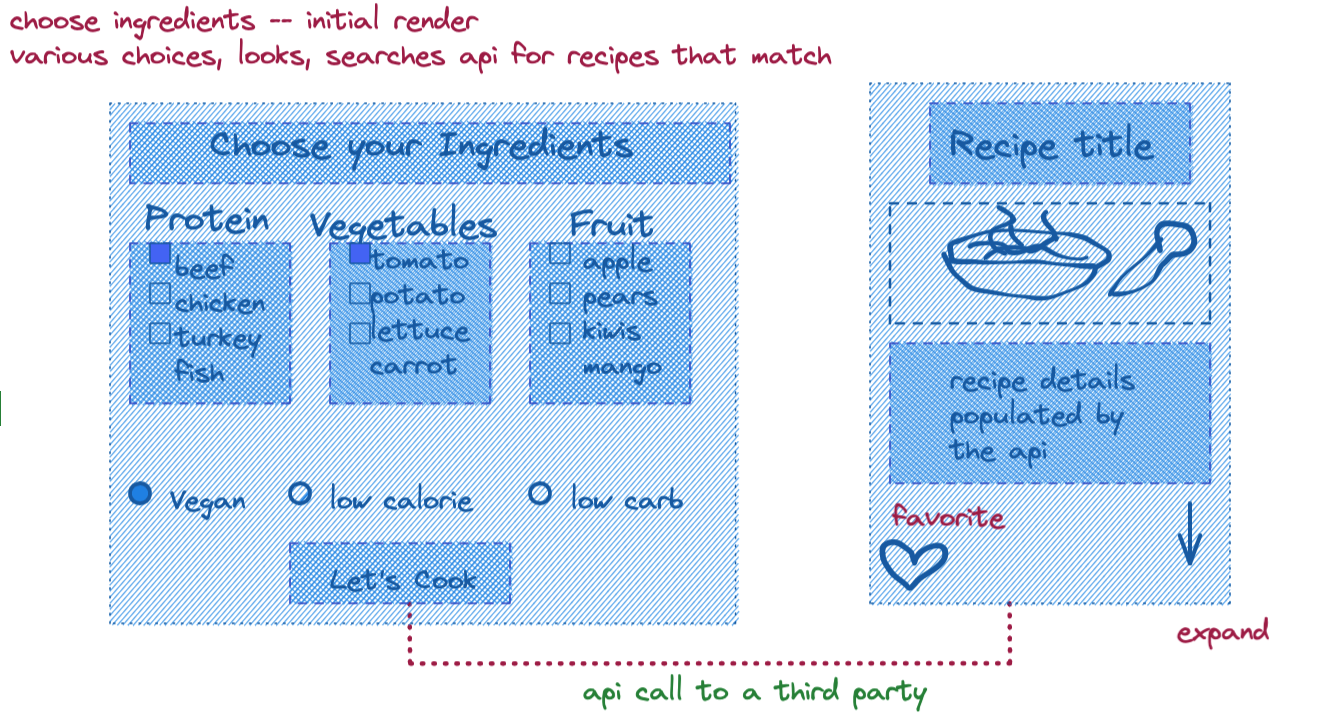 choose ingredients -- initial render
various choices, looks, searches api for recipes that match
Choose your Ingredients
Protein
beef
chicken
turkey
fish
Vegetables
tomato
potato
lettuce
carrot
Fruit
apple
pears
kiwis
mango
Vegan
low calorie
low carb
Let's Cook
Recipe title
recipe details
populated by
the api
favorite
expand
api call to a third party